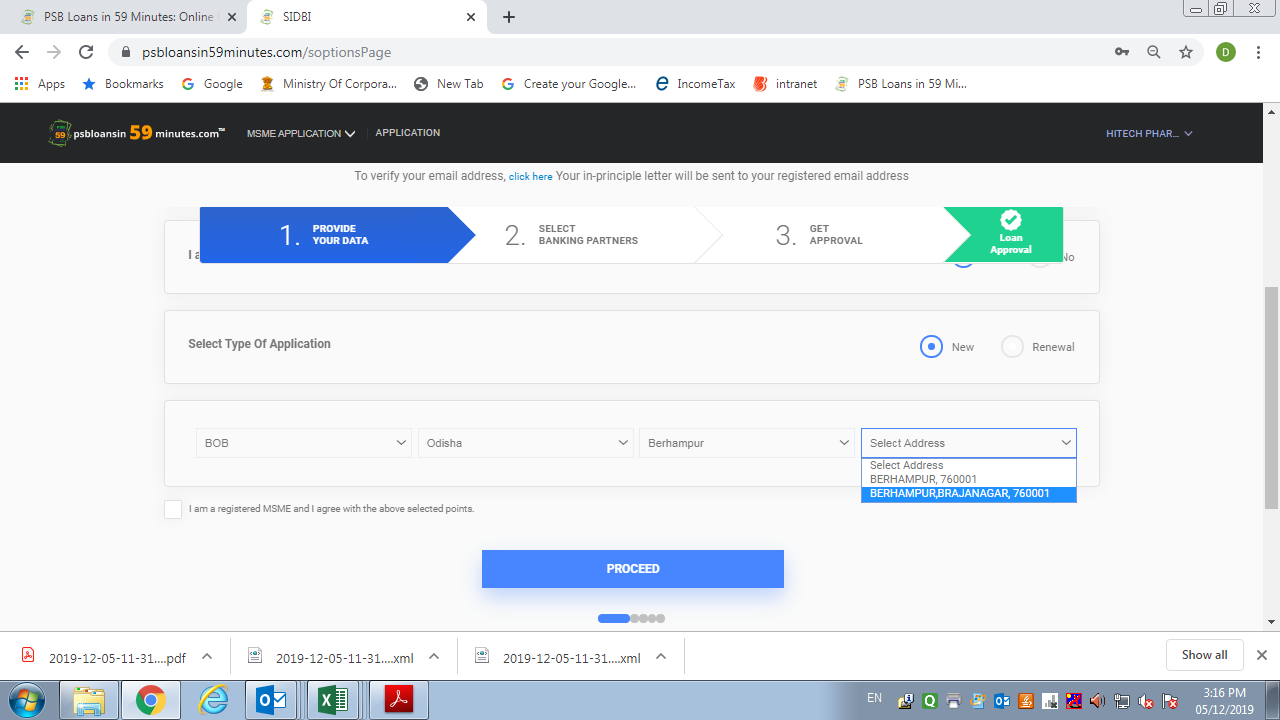 PSB Loans in 59 Minutes: Online
SIDBI
psbloansin59minutes.com/soptionsPage
D
Apps
Bookmarks
Google
Ministry Of Corpora...
New Tab
Create your Google...
IncomeTax
intranet
PSB Loans in 59 Mi...
psbloansin 59 minutes.com™
MSME APPLICATION
APPLICATION
HITECH PHAR...
To verify your email address, click here Your in-principle letter will be sent to your registered email address
1. PROVIDE
YOUR DATA
2. SELECT
BANKING PARTNERS
3. GET
APPROVAL
Loan
Approval
No
Select Type Of Application
New
Renewal
BOB
Odisha
Berhampur
Select Address
Select Address
BERHAMPUR, 760001
BERHAMPUR,BRAJANAGAR, 760001
I am a registered MSME and I agree with the above selected points.
PROCEED
2019-12-05-11-31....pdf
2019-12-05-11-31....xml
2019-12-05-11-31....xml
Show all
EN
3:16 PM
05/12/2019